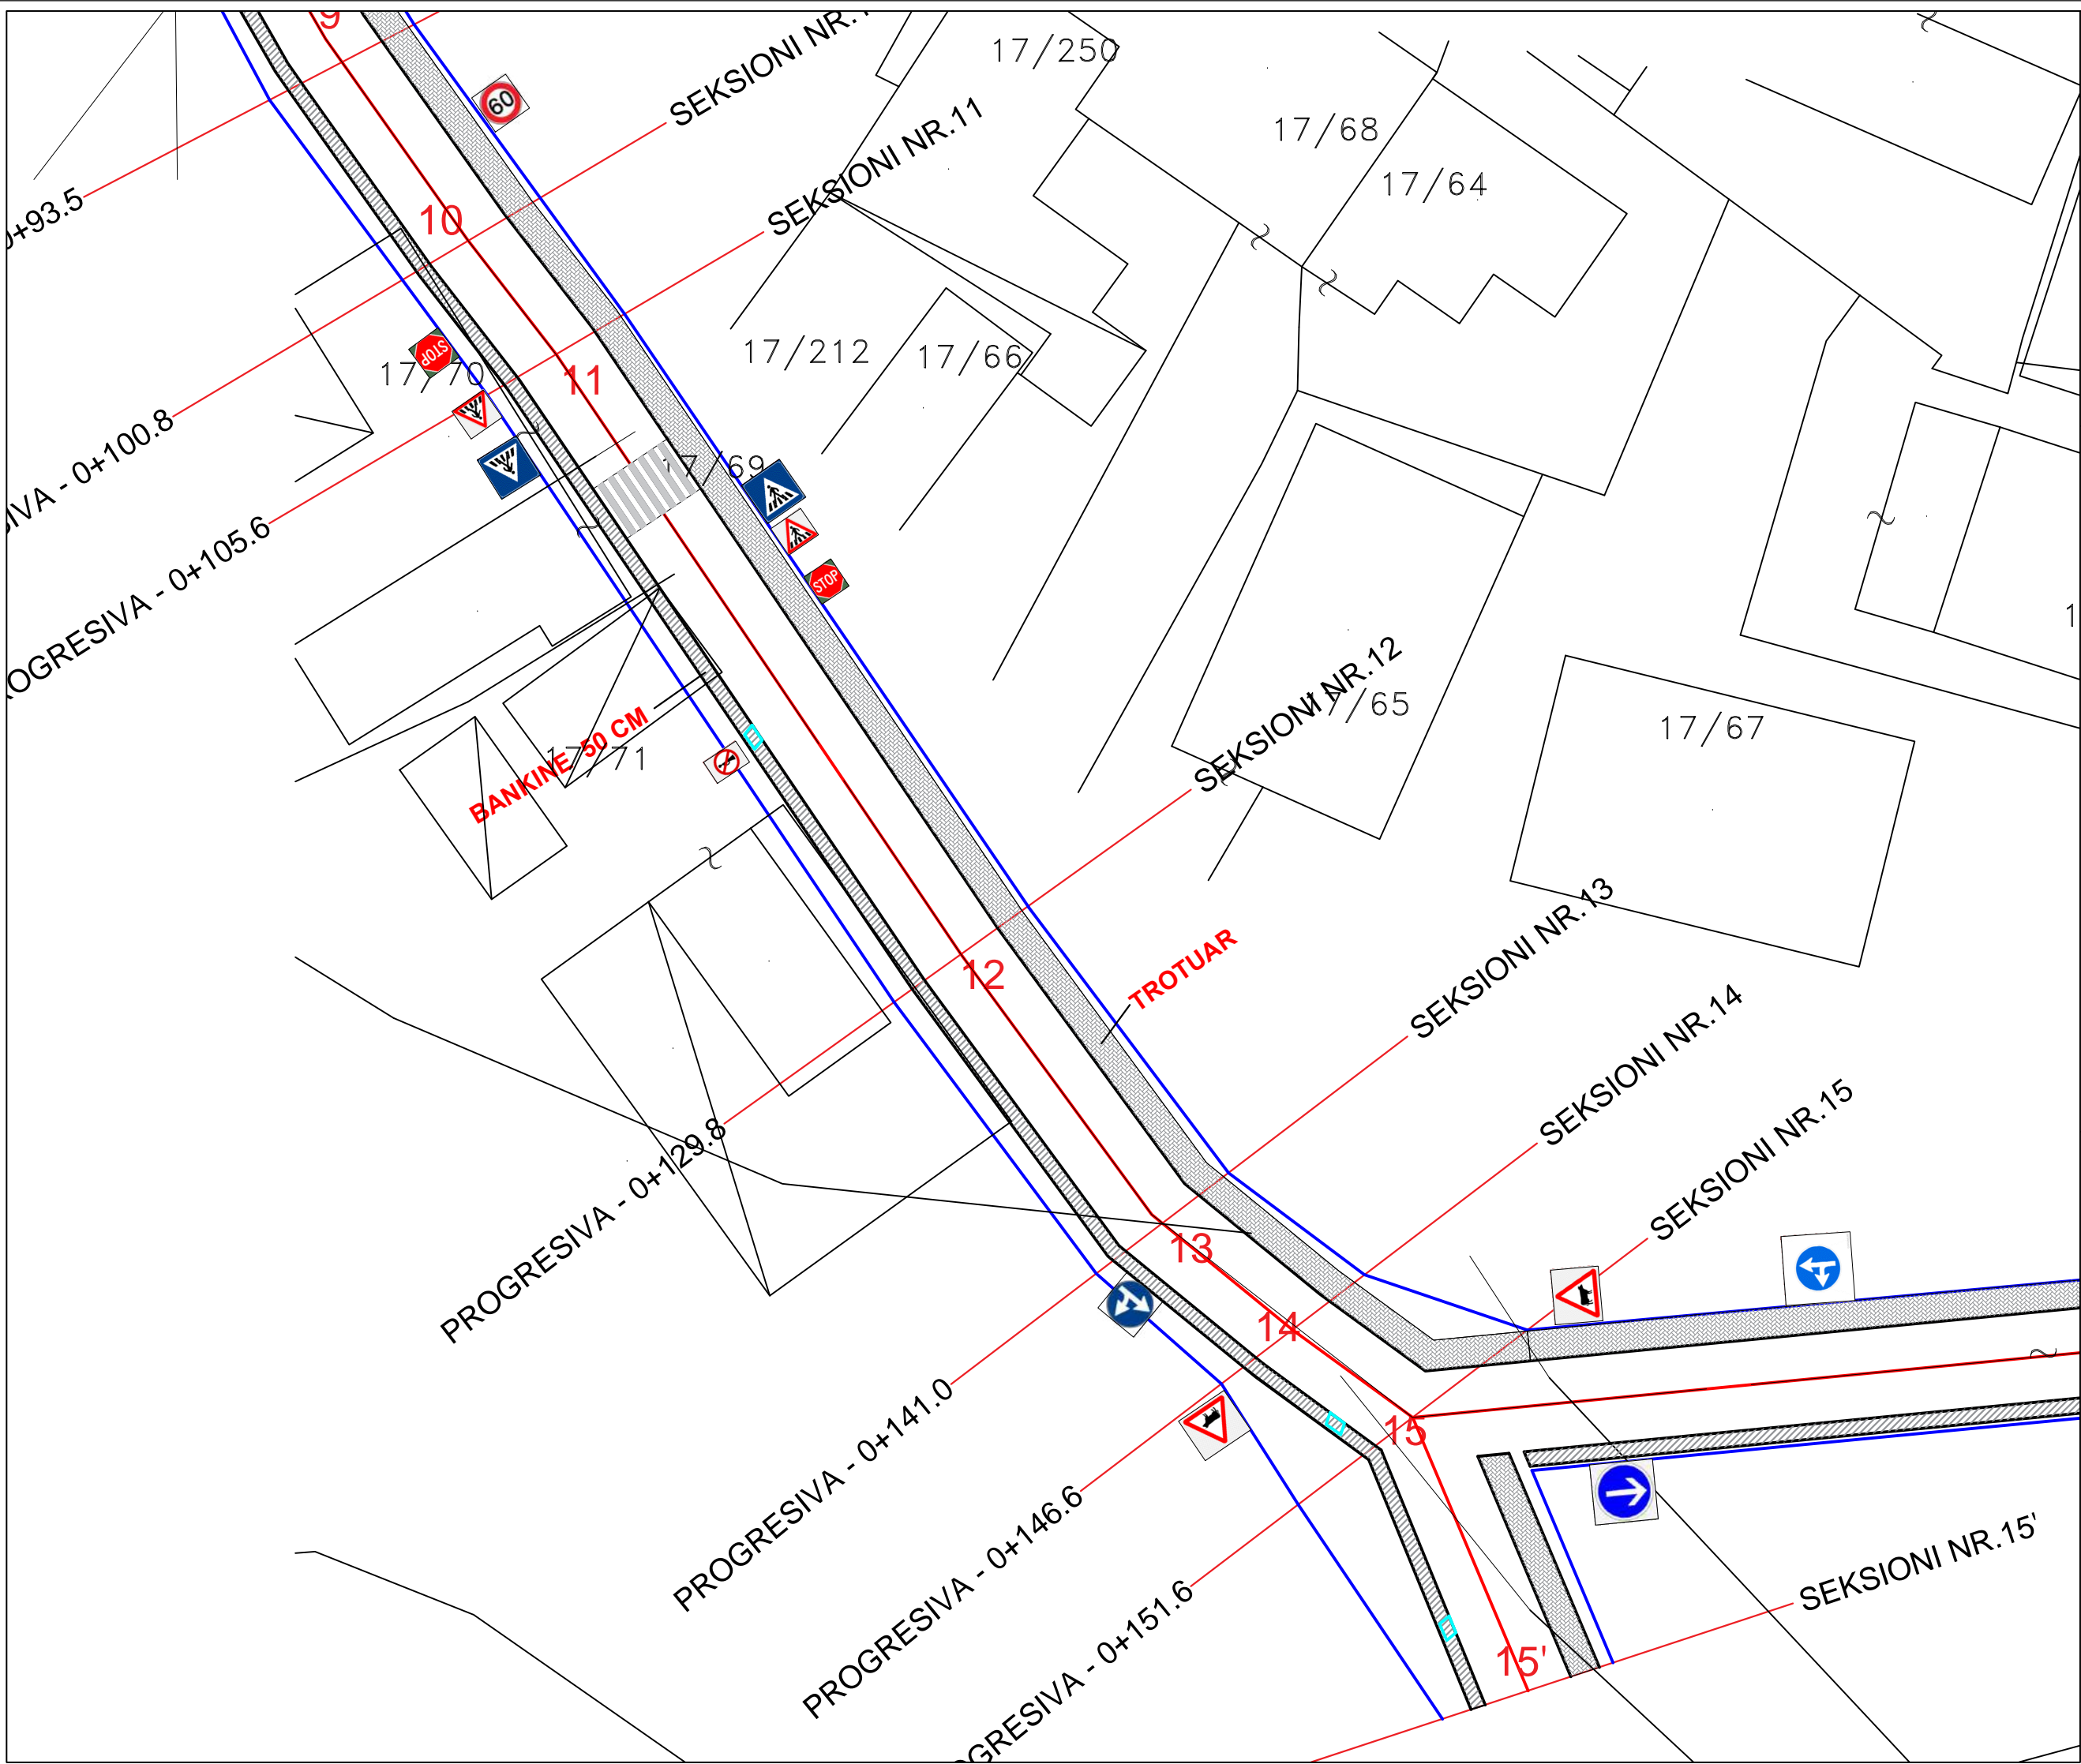 9
60
SEKSIONI NR.
17/250
SEKSIONI NR.11
17/68
17/64
0+93.5
10
17/212
17/66
STOP
17/70
11
17/69
- 0+100.8
STOP
- 0+105.6
SEKSIONI NR.12
17/65
17/67
BANKINE 50 CM
17/71
SEKSIONI NR.13
TROTUAR
12
SEKSIONI NR.14
SEKSIONI NR.15
PROGRESIVA - 0+129.8
13
14
PROGRESIVA - 0+141.0
15
PROGRESIVA - 0+146.6
SEKSIONI NR.15'
GRESIVA - 0+151.6
15'